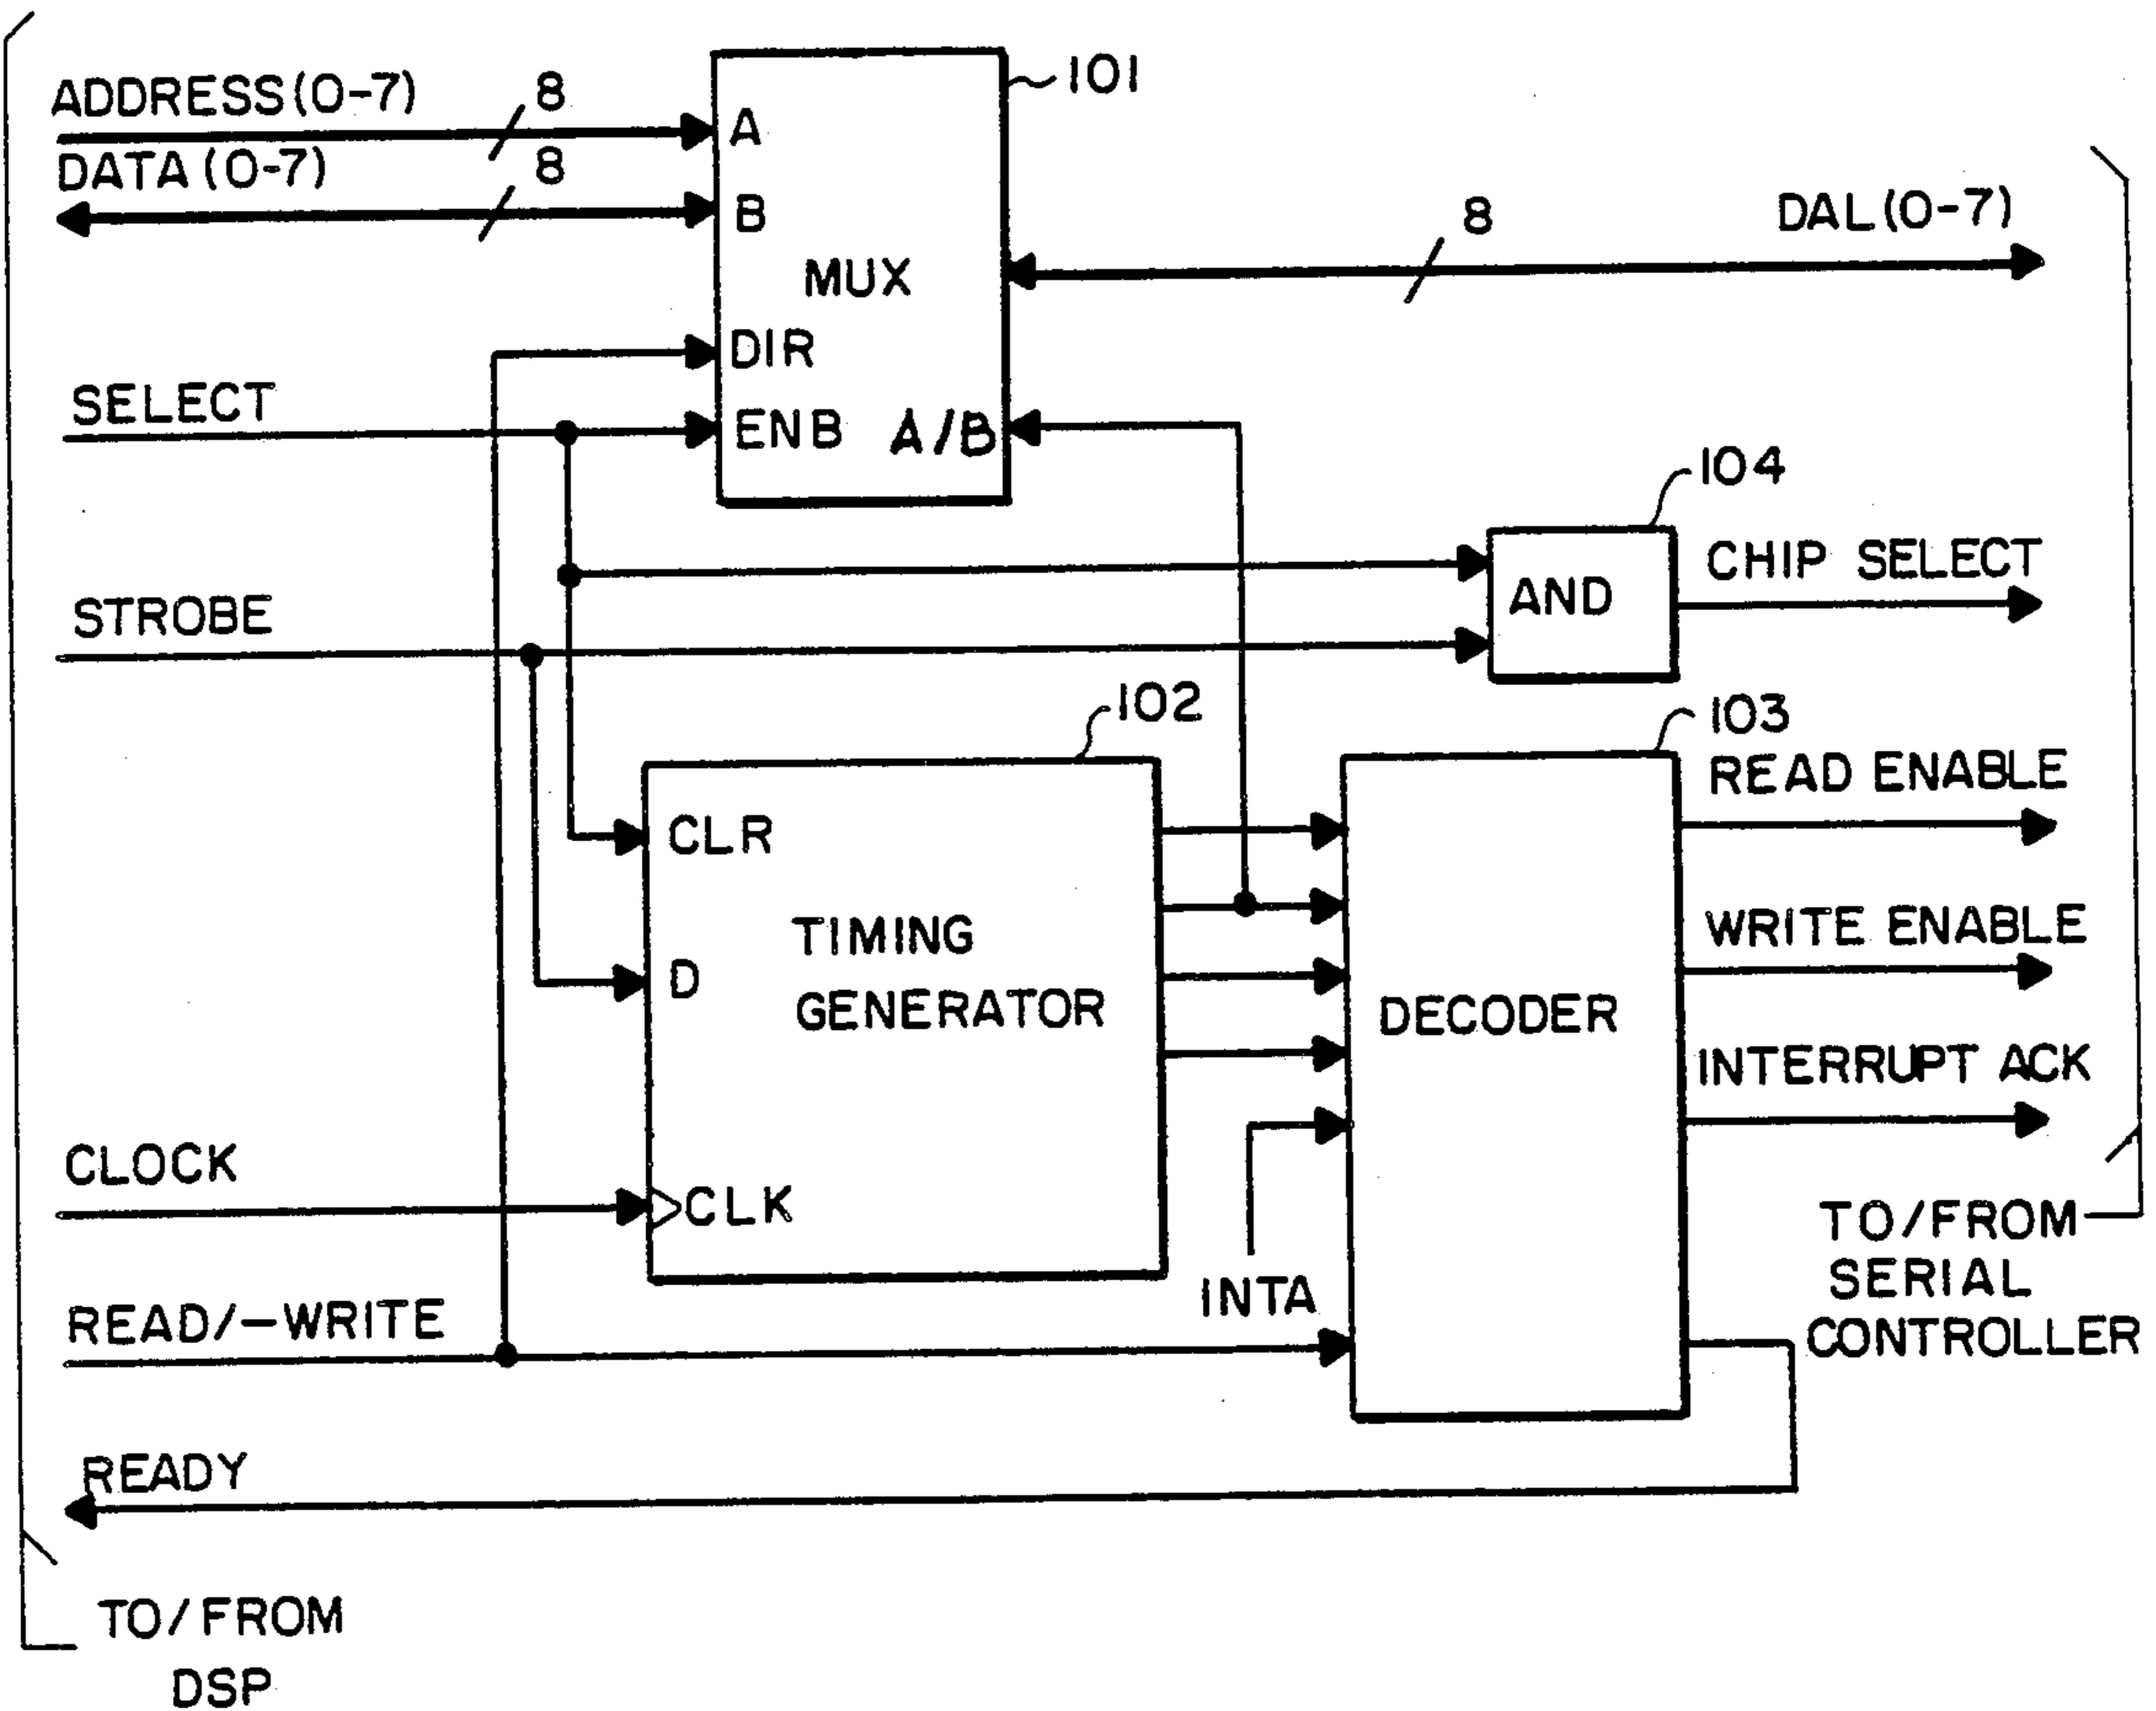 ADDRESS(0-7)
8
101
A
DATA(0-7)
8
B
8
DAL(0-7)
MUX
DIR
SELECT
ENB A/B
104
CHIP SELECT
AND
STROBE
102
103
READ ENABLE
CLR
TIMING
GENERATOR
WRITE ENABLE
D
DECODER
INTERRUPT ACK
CLOCK
CLK
TO/FROM
SERIAL
CONTROLLER
INTA
READ/—WRITE
READY
TO/FROM
DSP